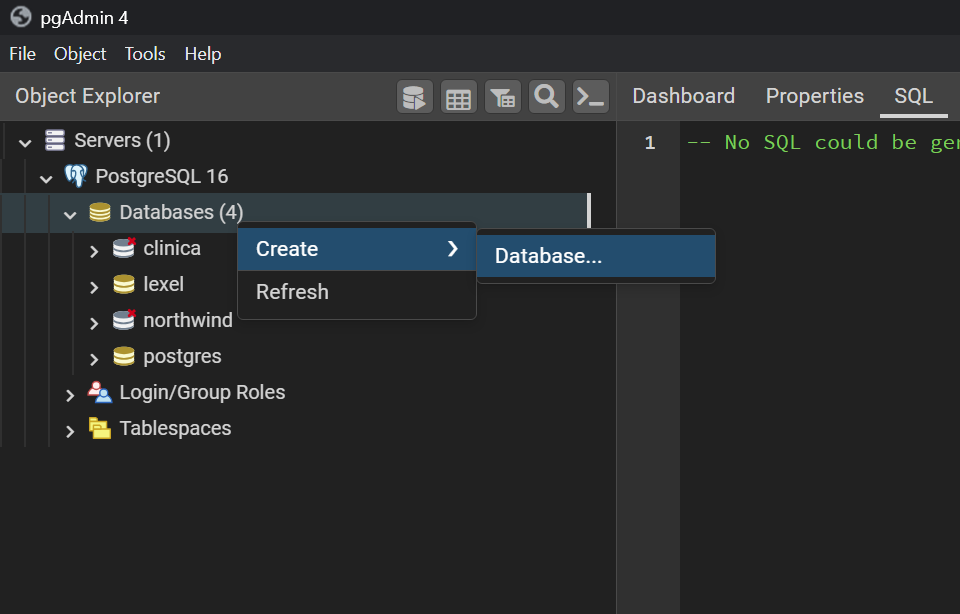 pgAdmin 4
File Object Tools Help
Object Explorer
Dashboard Properties SQL
Servers (1)
1 -- No SQL could be ger
PostgreSQL 16
Databases (4)
clinica
Create
Database...
lexel
Refresh
northwind
postgres
Login/Group Roles
Tablespaces